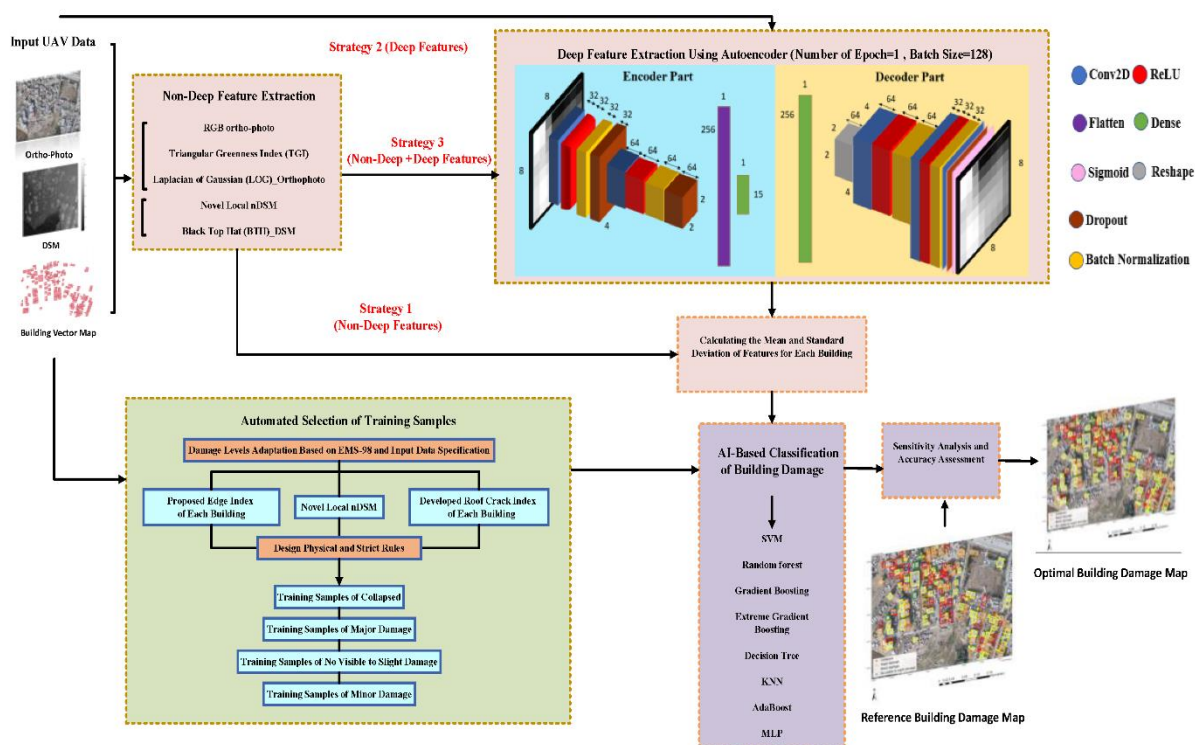 Input UAV Data
Ortho-Photo
DSM
Building Vector Map
Non-Deep Feature Extraction
RGB ortho-photo
Triangular Greenness Index (TGI)
Laplacian of Gaussian (LOG)_Orthophoto
Novel Local nDSM
Black Top Hat (BTH)_DSM
Strategy 2 (Deep Features)
Strategy 3
(Non-Deep +Deep Features)
Strategy 1
(Non-Deep Features)
Deep Feature Extraction Using Autoencoder (Number of Epoch=1 , Batch Size=128)
Encoder Part
8
8
32
32
32
32
4
64
64
64
64
2
2
1
256
1
15
Decoder Part
1
256
2
2
4
64
64
64
64
4
32
32
32
8
8
Conv2D
ReLU
Flatten
Dense
Sigmoid
Reshape
Dropout
Batch Normalization
Calculating the Mean and Standard
Deviation of Features for Each Building
Automated Selection of Training Samples
Damage Levels Adaptation Based on EMS-98 and Input Data Specification
Proposed Edge Index
of Each Building
Novel Local nDSM
Developed Roof Crack Index
of Each Building
Design Physical and Strict Rules
Training Samples of Collapsed
Training Samples of Major Damage
Training Samples of No Visible to Slight Damage
Training Samples of Minor Damage
AI-Based Classification
of Building Damage
SVM
Random forest
Gradient Boosting
Extreme Gradient
Boosting
Decision Tree
KNN
AdaBoost
MLP
Sensitivity Analysis and
Accuracy Assessment
Reference Building Damage Map
Optimal Building Damage Map